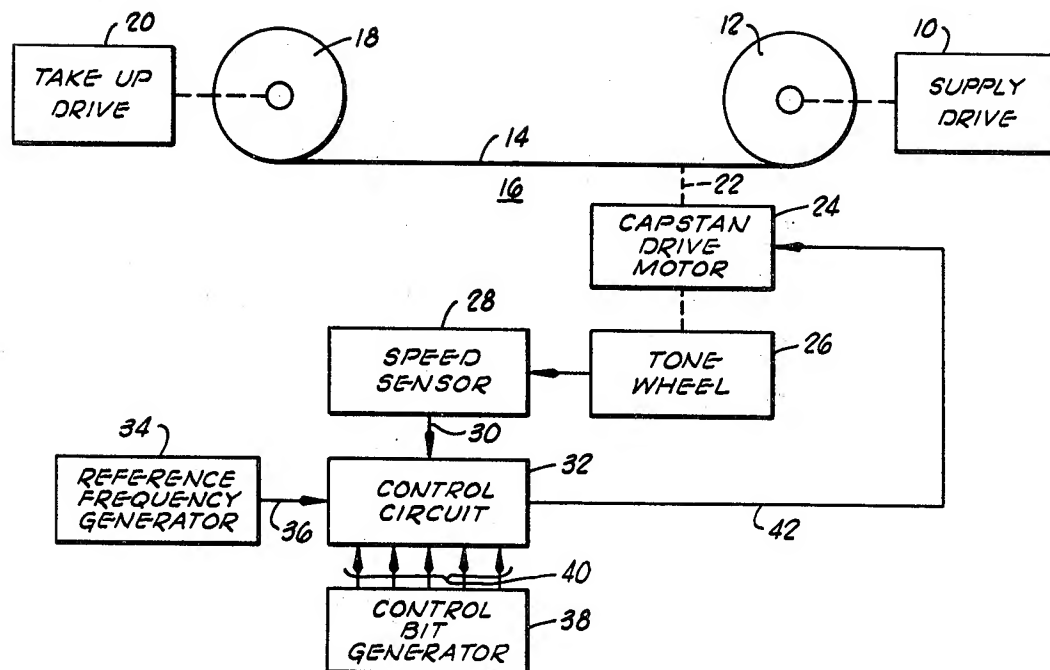 20
TAKE UP
DRIVE
18
12
10
SUPPLY
DRIVE
14
16
22
CAPSTAN
DRIVE
MOTOR
24
28
SPEED
SENSOR
TONE
WHEEL
26
30
34
REFERENCE
FREQUENCY
GENERATOR
36
CONTROL
CIRCUIT
32
42
40
CONTROL
BIT
GENERATOR
38